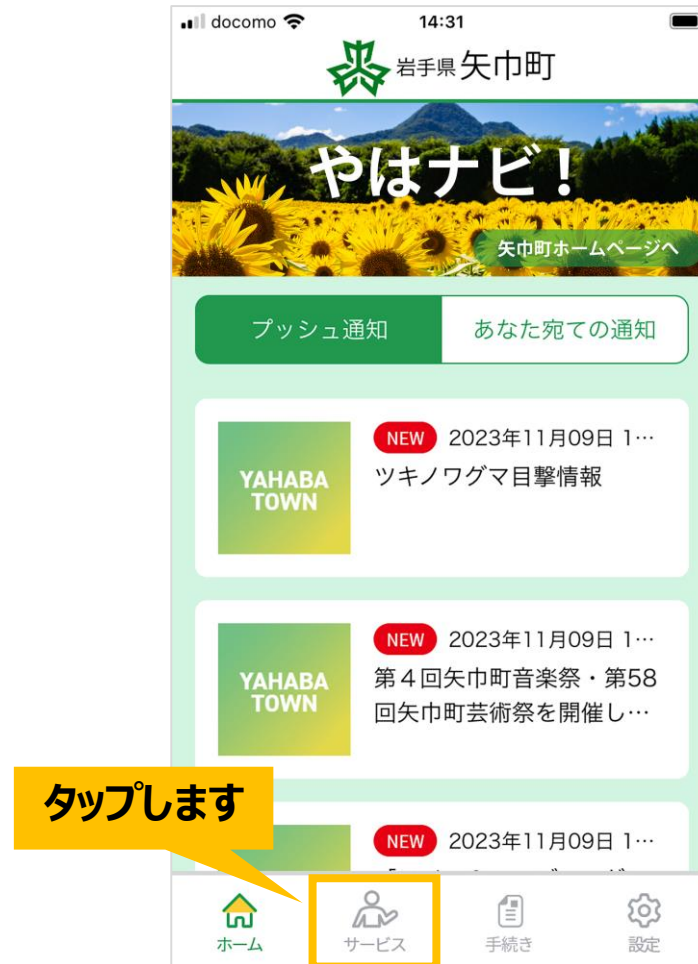 docomo 14:31
岩手県 矢巾町
やはナビ！
矢巾町ホームページへ
プッシュ通知 あなた宛ての通知
NEW 2023年11月09日 1…
YAHABA
TOWN
ツキノワグマ目撃情報
NEW 2023年11月09日 1…
YAHABA
TOWN
第４回矢巾町音楽祭・第58
回矢巾町芸術祭を開催し…
タップします
NEW 2023年11月09日 1…
ホーム サービス 手続き 設定